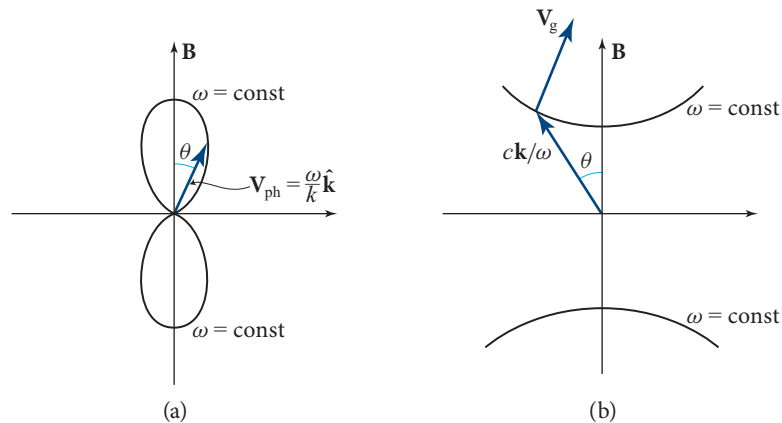 B
ω = const
θ
V_ph = ω/k k̂
ω = const
(a)
V_g
B
ω = const
ck/ω
θ
ω = const
(b)